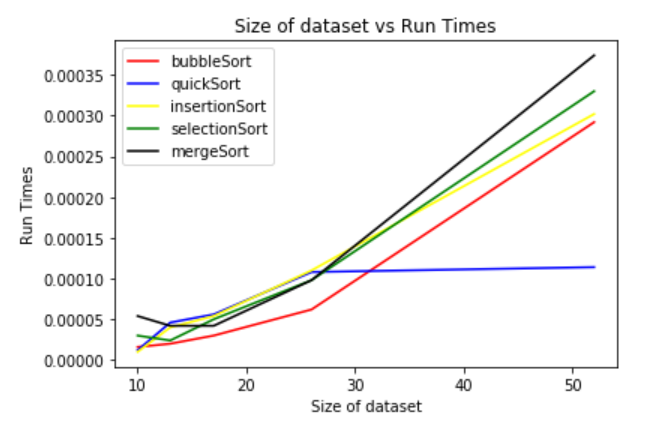 Size of dataset vs Run Times
bubbleSort
quickSort
insertionSort
selectionSort
mergeSort
Run Times
0.00035
0.00030
0.00025
0.00020
0.00015
0.00010
0.00005
0.00000
10 20 30 40 50
Size of dataset